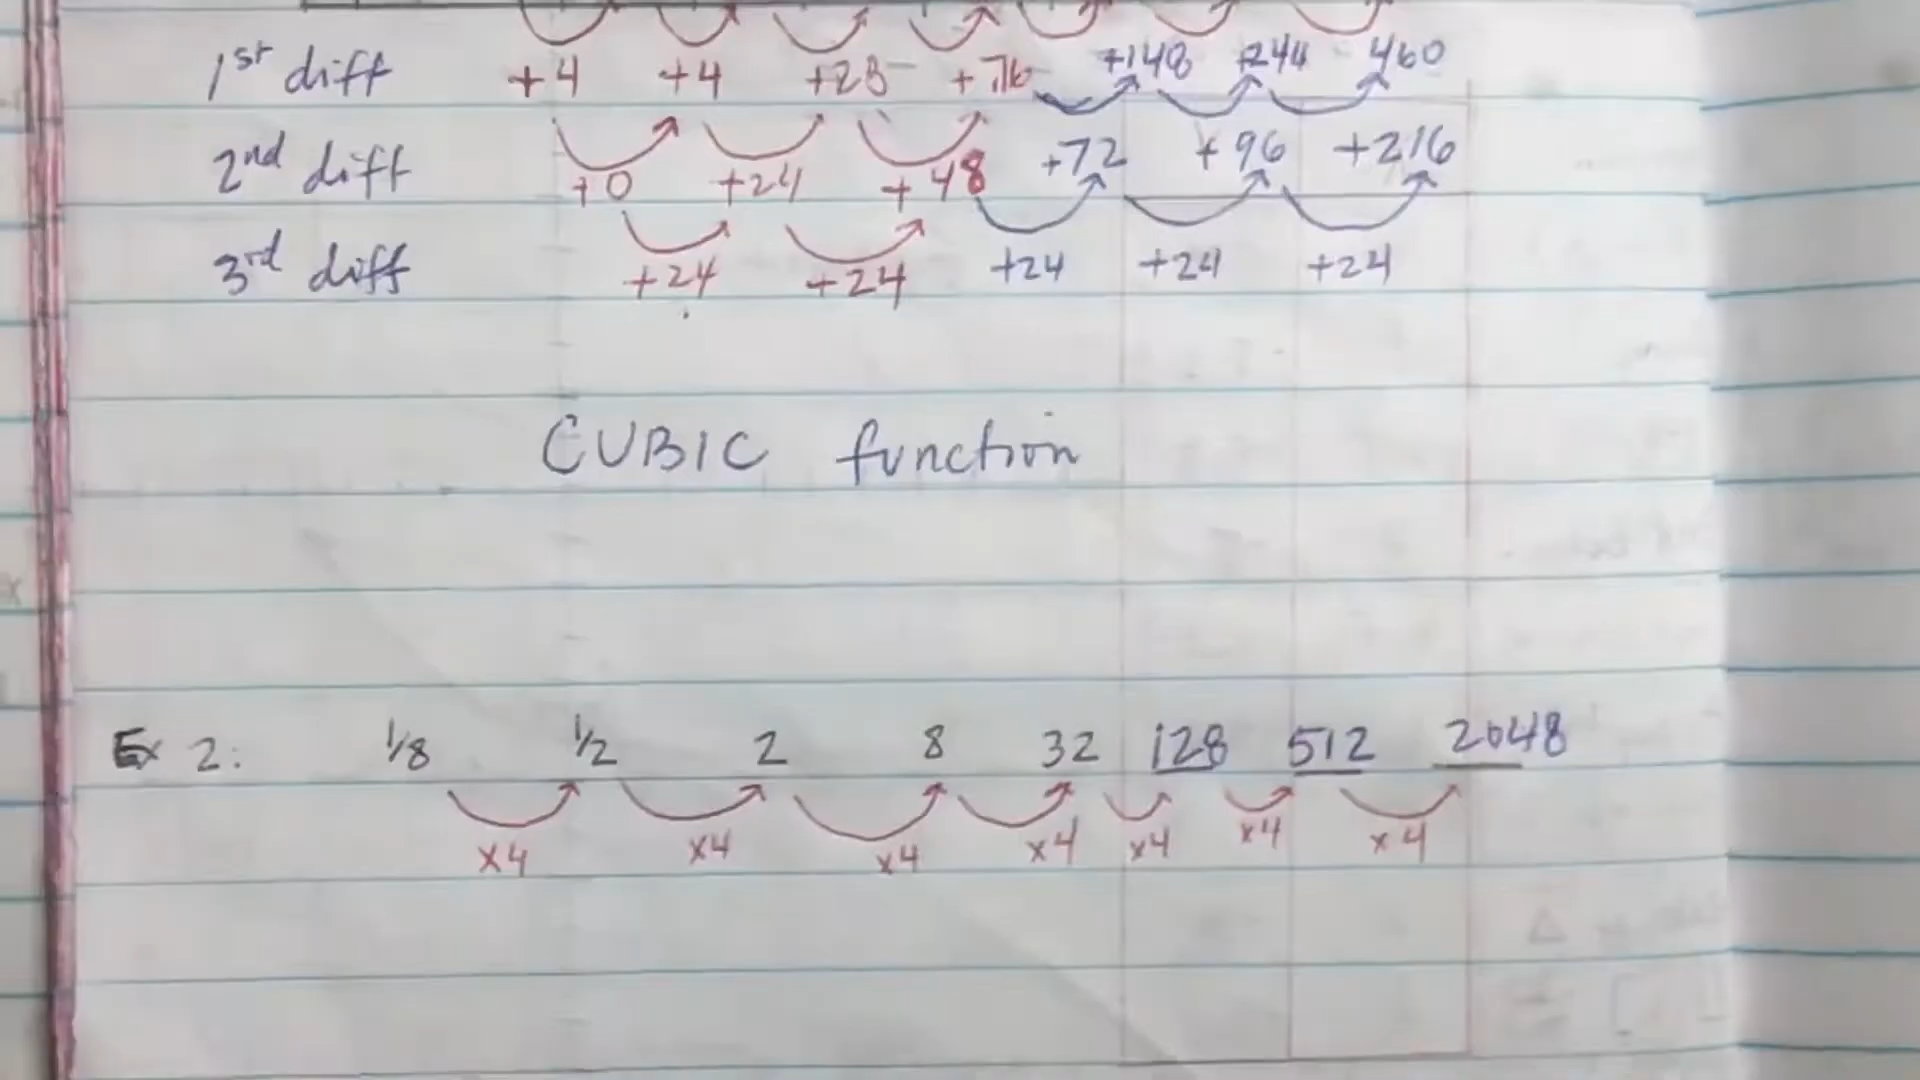 1st diff +4 +4 +28 +76 +148 +244 460
2nd diff +0 +24 +48 +72 +96 +216
3rd diff +24 +24 +24 +24 +24
CUBIC function
Ex 2: 1/8 1/2 2 8 32 128 512 2048
x4 x4 x4 x4 x4 x4 x4